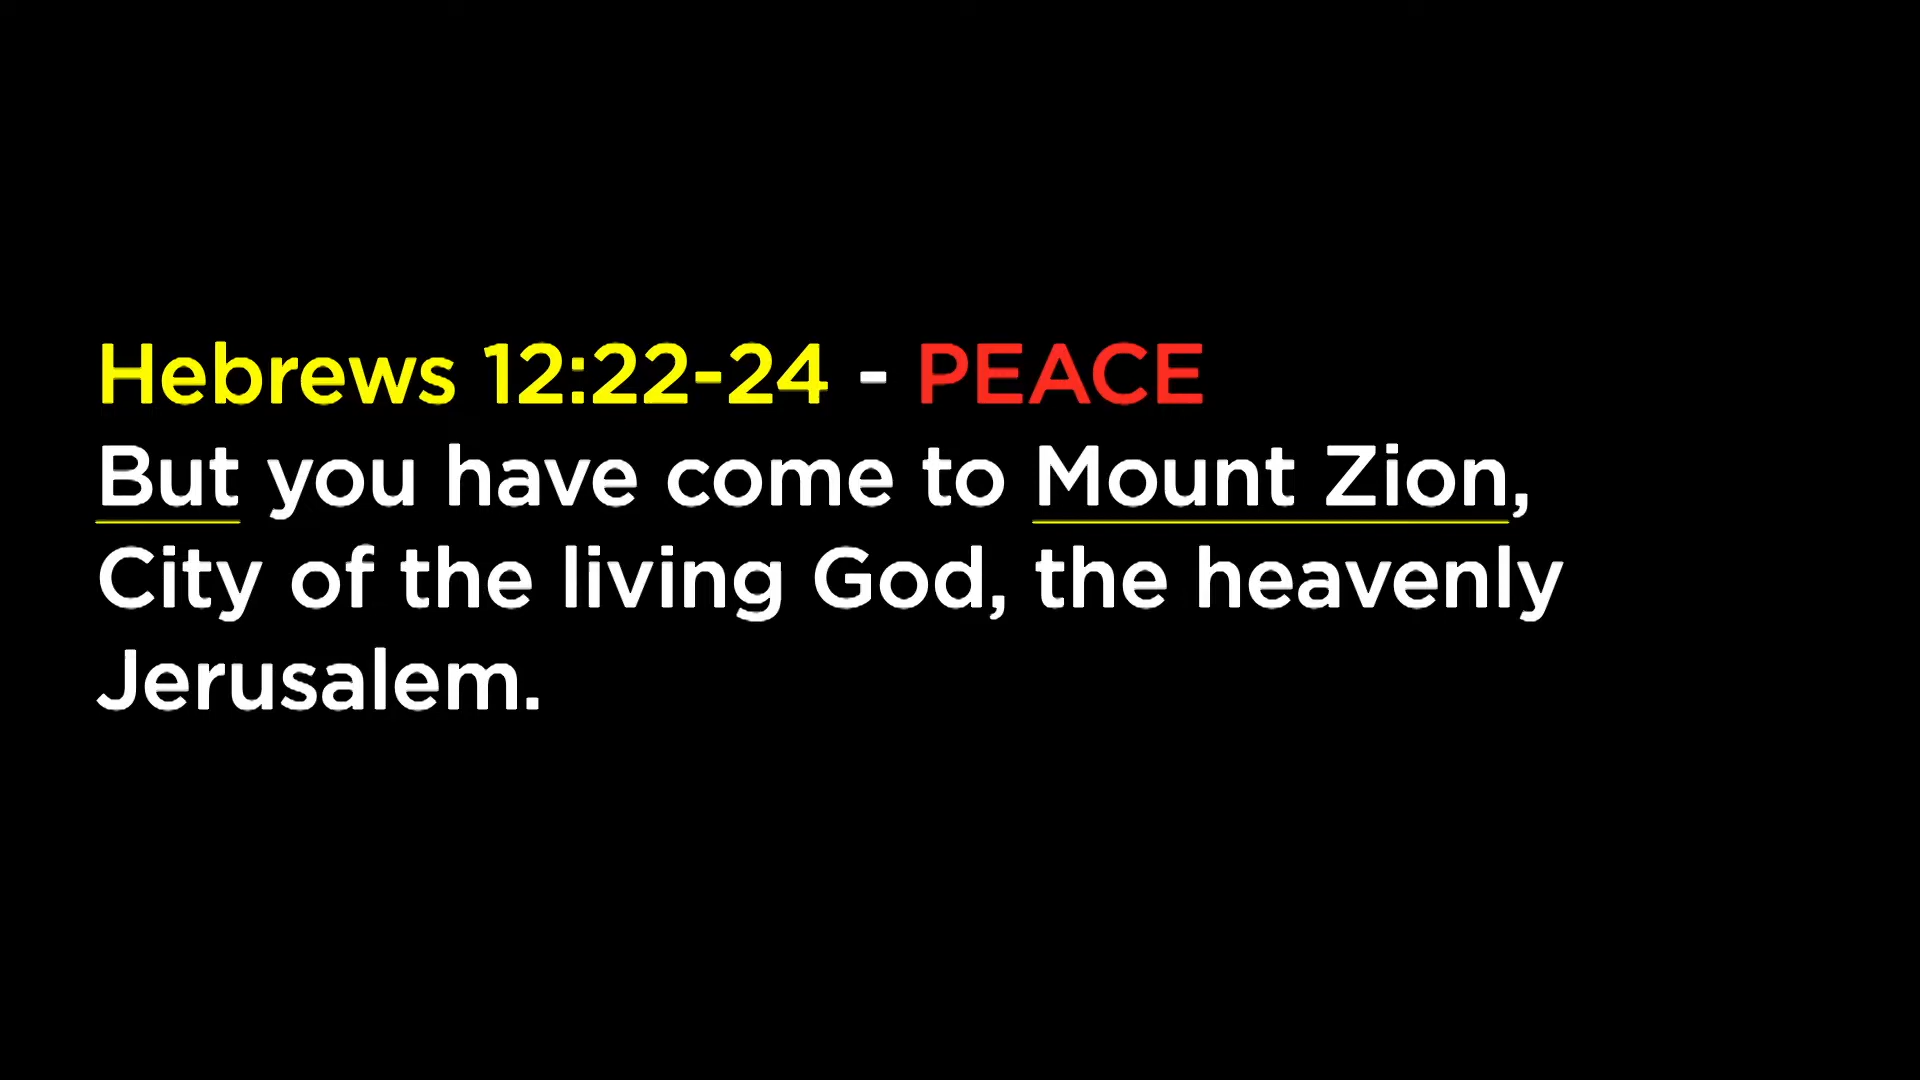 Hebrews 12:22-24 - PEACE
But you have come to Mount Zion,
City of the living God, the heavenly
Jerusalem.